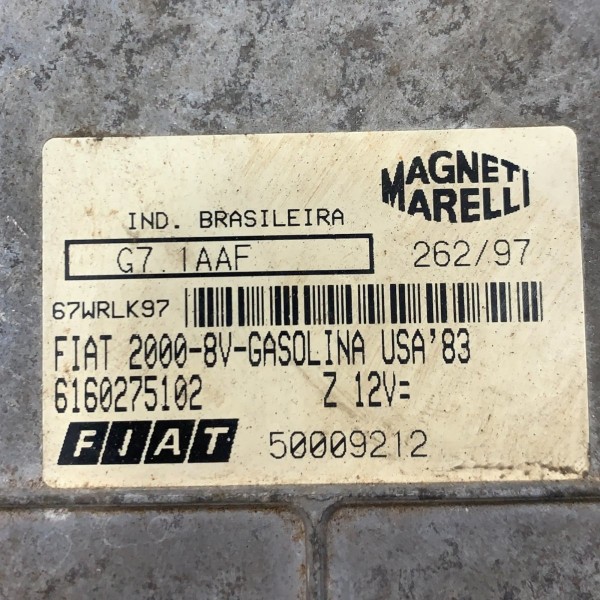 MAGNETI
MARELLI
IND. BRASILEIRA
G7.1AAF 262/97
67WRLK97
FIAT 2000-8V-GASOLINA USA'83
6160275102 Z 12V=
FIAT 50009212